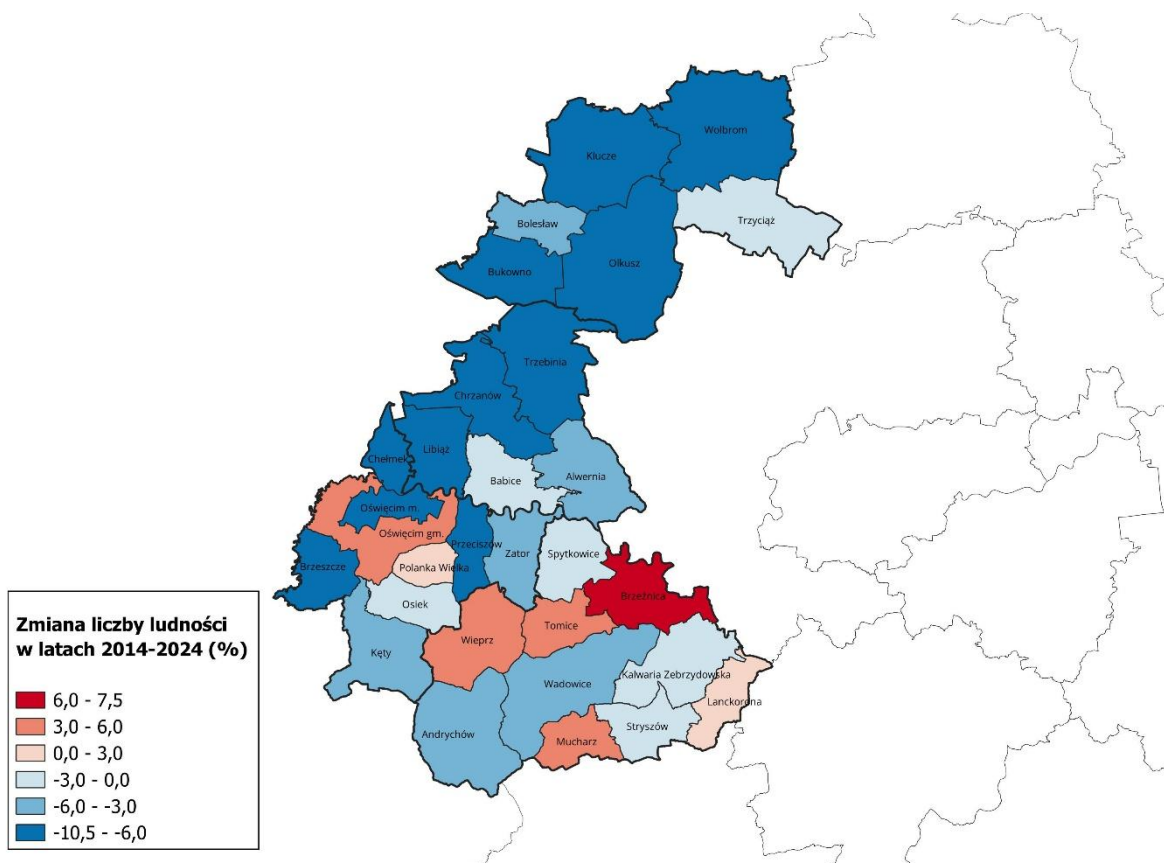 Wolbrom
Klucze
Trzyciąż
Bolesław
Olkusz
Bukowno
Trzebinia
Chrzanów
Libiąż
Chełmek
Babice
Alwernia
Oświęcim m.
Oświęcim gm.
Przeciszów
Zator
Spytkowice
Brzeszcze
Polanka Wielka
Brzeźnica
Osiek
Tomice
Wieprz
Kęty
Kalwaria Zebrzydowska
Wadowice
Lanckorona
Stryszów
Andrychów
Mucharz
Zmiana liczby ludności
w latach 2014-2024 (%)
6,0 - 7,5
3,0 - 6,0
0,0 - 3,0
-3,0 - 0,0
-6,0 - -3,0
-10,5 - -6,0